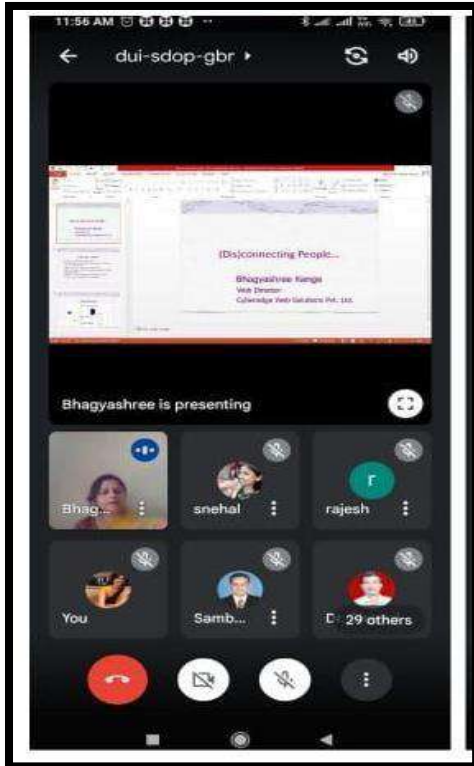 11:56 AM
dui-sdop-gbr
(Dis)connecting People...
Bhagyashree Kenge
Web Director
Cyberedge Web Solutions Pvt. Ltd.
Bhagyashree is presenting
Bhag...
snehal
r
rajesh
You
Samb...
D
29 others